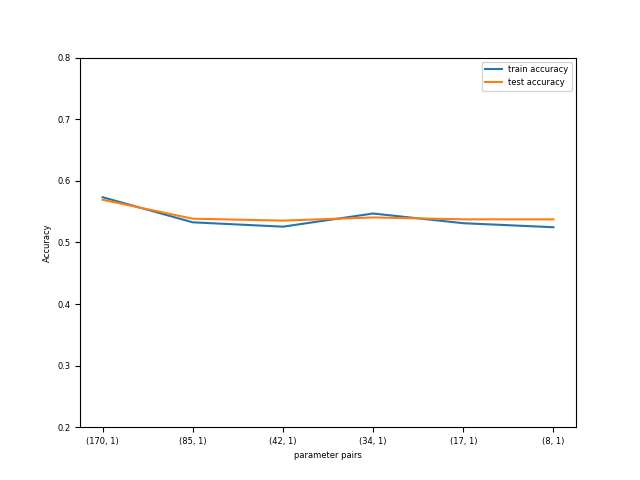 0.8
0.7
0.6
0.5
0.4
0.3
0.2
Accuracy
train accuracy
test accuracy
(170, 1) (85, 1) (42, 1) (34, 1) (17, 1) (8, 1)
parameter pairs